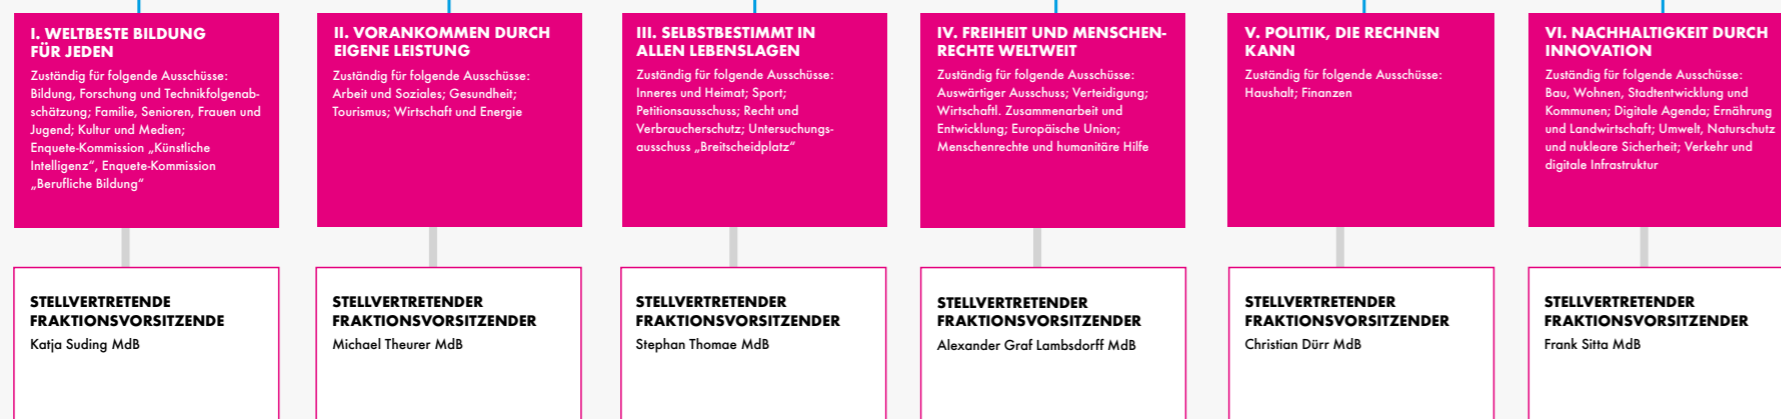 I. WELTBESTE BILDUNG
FÜR JEDEN
Zuständig für folgende Ausschüsse:
Bildung, Forschung und Technikfolgenab-
schätzung; Familie, Senioren, Frauen und
Jugend; Kultur und Medien;
Enquete-Kommission „Künstliche
Intelligenz“, Enquete-Kommission
„Berufliche Bildung“
STELLVERTRETENDE
FRAKTIONSVORSITZENDE
Katja Suding MdB
II. VORANKOMMEN DURCH
EIGENE LEISTUNG
Zuständig für folgende Ausschüsse:
Arbeit und Soziales; Gesundheit;
Tourismus; Wirtschaft und Energie
STELLVERTRETENDER
FRAKTIONSVORSITZENDER
Michael Theurer MdB
III. SELBSTBESTIMMT IN
ALLEN LEBENSLAGEN
Zuständig für folgende Ausschüsse:
Inneres und Heimat; Sport;
Petitionsausschuss; Recht und
Verbraucherschutz; Untersuchungs-
ausschuss „Breitscheidplatz“
STELLVERTRETENDER
FRAKTIONSVORSITZENDER
Stephan Thomae MdB
IV. FREIHEIT UND MENSCHEN-
RECHTE WELTWEIT
Zuständig für folgende Ausschüsse:
Auswärtiger Ausschuss; Verteidigung;
Wirtschaftl. Zusammenarbeit und
Entwicklung; Europäische Union;
Menschenrechte und humanitäre Hilfe
STELLVERTRETENDER
FRAKTIONSVORSITZENDER
Alexander Graf Lambsdorff MdB
V. POLITIK, DIE RECHNEN
KANN
Zuständig für folgende Ausschüsse:
Haushalt; Finanzen
STELLVERTRETENDER
FRAKTIONSVORSITZENDER
Christian Dürr MdB
VI. NACHHALTIGKEIT DURCH
INNOVATION
Zuständig für folgende Ausschüsse:
Bau, Wohnen, Stadtentwicklung und
Kommunen; Digitale Agenda; Ernährung
und Landwirtschaft; Umwelt, Naturschutz
und nukleare Sicherheit; Verkehr und
digitale Infrastruktur
STELLVERTRETENDER
FRAKTIONSVORSITZENDER
Frank Sitta MdB